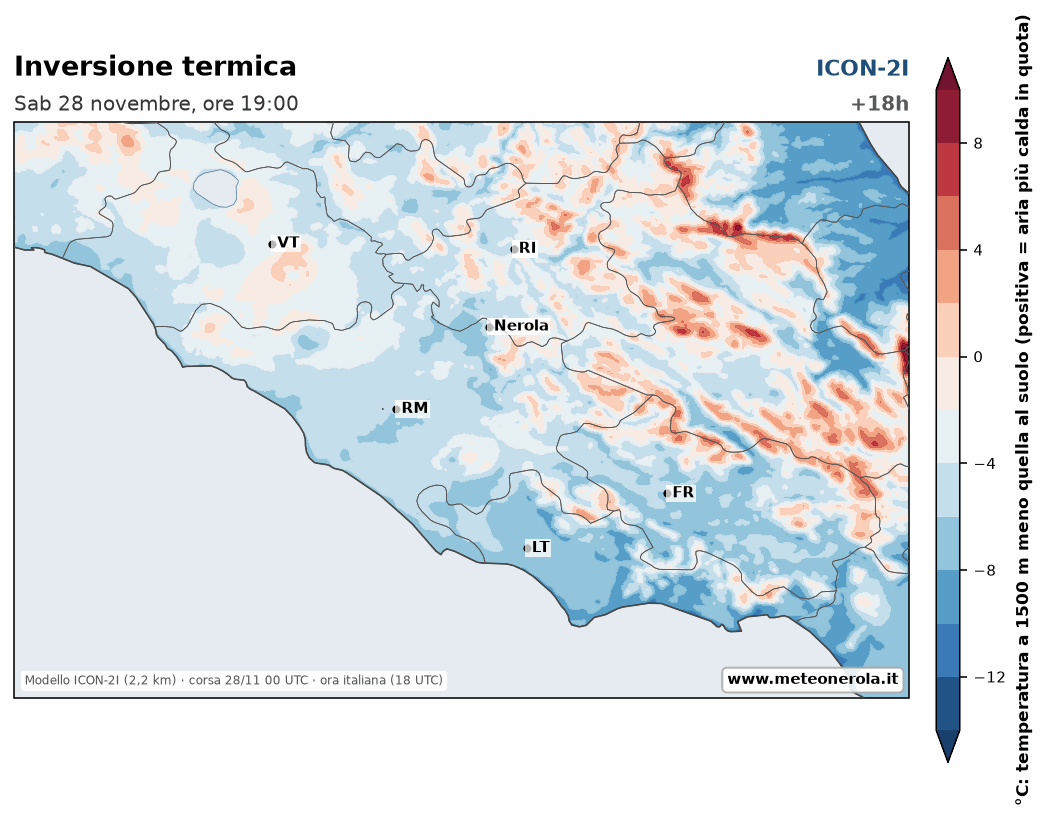 Inversione termica
ICON-2I
Sab 28 novembre, ore 19:00
+18h
VT
RI
Nerola
RM
FR
LT
Modello ICON-2I (2,2 km) · corsa 28/11 00 UTC · ora italiana (18 UTC)
www.meteonerola.it
8
4
0
−4
−8
−12
°C: temperatura a 1500 m meno quella al suolo (positiva = aria più calda in quota)